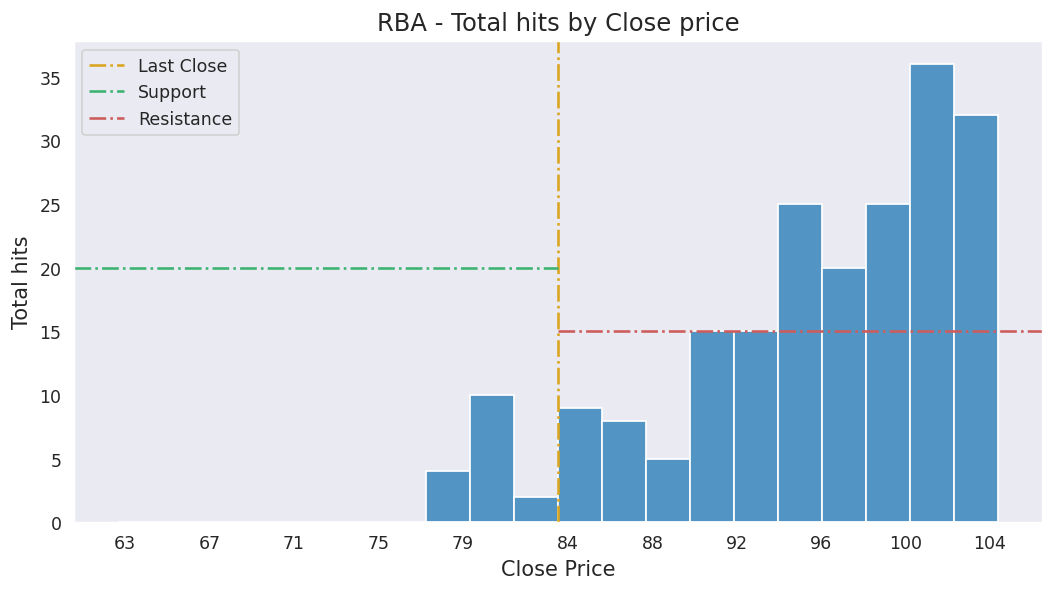 RBA - Total hits by Close price
Last Close
Support
Resistance
Total hits
35
30
25
20
15
10
5
0
63 67 71 75 79 84 88 92 96 100 104
Close Price